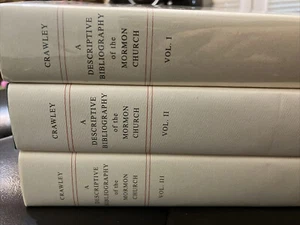 CRAWLEY
A
DESCRIPTIVE
BIBLIOGRAPHY
of the
MORMON
CHURCH
VOL. I
CRAWLEY
A
DESCRIPTIVE
BIBLIOGRAPHY
of the
MORMON
CHURCH
VOL. II
CRAWLEY
A
DESCRIPTIVE
BIBLIOGRAPHY
of the
MORMON
CHURCH
VOL. III